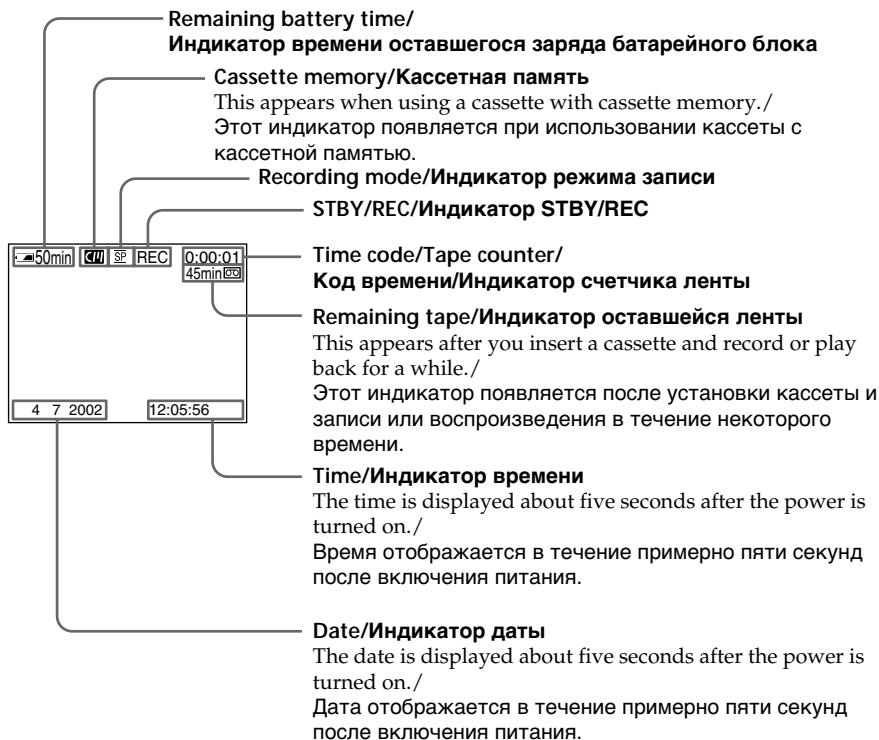 Remaining battery time/
Индикатор времени оставшегося заряда батарейного блока
Cassette memory/Кассетная память
This appears when using a cassette with cassette memory./
Этот индикатор появляется при использовании кассеты с
кассетной памятью.
Recording mode/Индикатор режима записи
STBY/REC/Индикатор STBY/REC
50min SP REC 0:00:01
45min
Time code/Tape counter/
Код времени/Индикатор счетчика ленты
Remaining tape/Индикатор оставшейся ленты
This appears after you insert a cassette and record or play
back for a while./
Этот индикатор появляется после установки кассеты и
записи или воспроизведения в течение некоторого
времени.
4 7 2002 12:05:56
Time/Индикатор времени
The time is displayed about five seconds after the power is
turned on./
Время отображается в течение примерно пяти секунд
после включения питания.
Date/Индикатор даты
The date is displayed about five seconds after the power is
turned on./
Дата отображается в течение примерно пяти секунд
после включения питания.